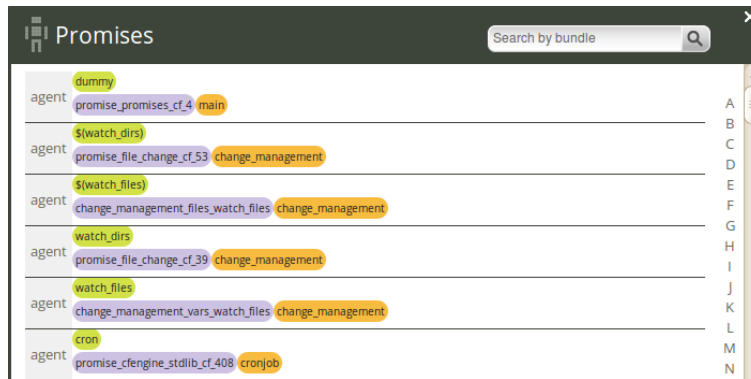 Promises
Search by bundle
agent
dummy
promise_promises_cf_4 main
agent
$(watch_dirs)
promise_file_change_cf_53 change_management
agent
$(watch_files)
change_management_files_watch_files change_management
agent
watch_dirs
promise_file_change_cf_39 change_management
agent
watch_files
change_management_vars_watch_files change_management
agent
cron
promise_cfengine_stdlib_cf_408 cronjob
A
B
C
D
E
F
G
H
I
J
K
L
M
N